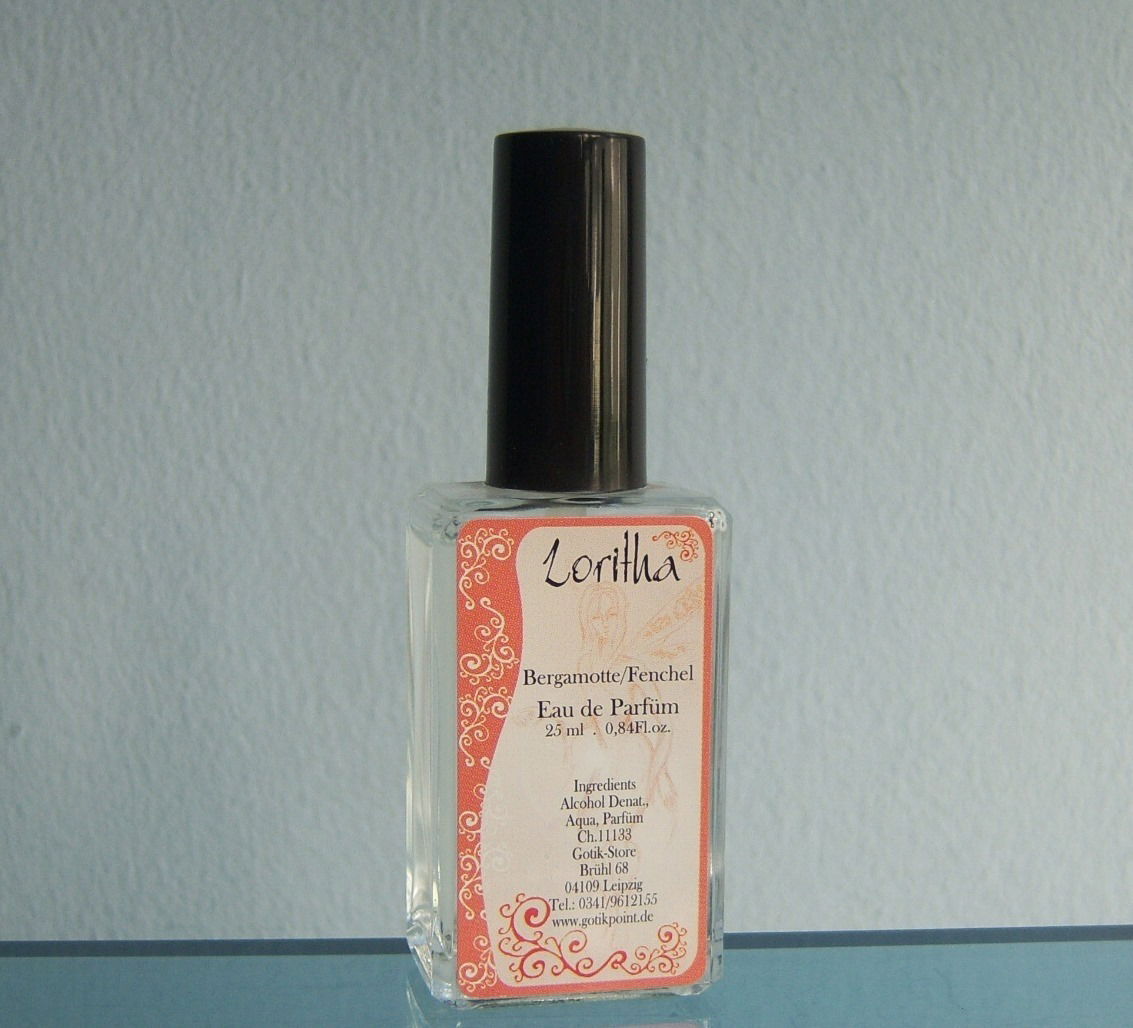 Loritha
Bergamotte/Fenchel
Eau de Parfüm
25 ml . 0,84Fl.oz.
Ingredients
Alcohol Denat.,
Aqua, Parfüm
Ch.11133
Gotik-Store
Brühl 68
04109 Leipzig
Tel.: 0341/9612155
www.gotikpoint.de